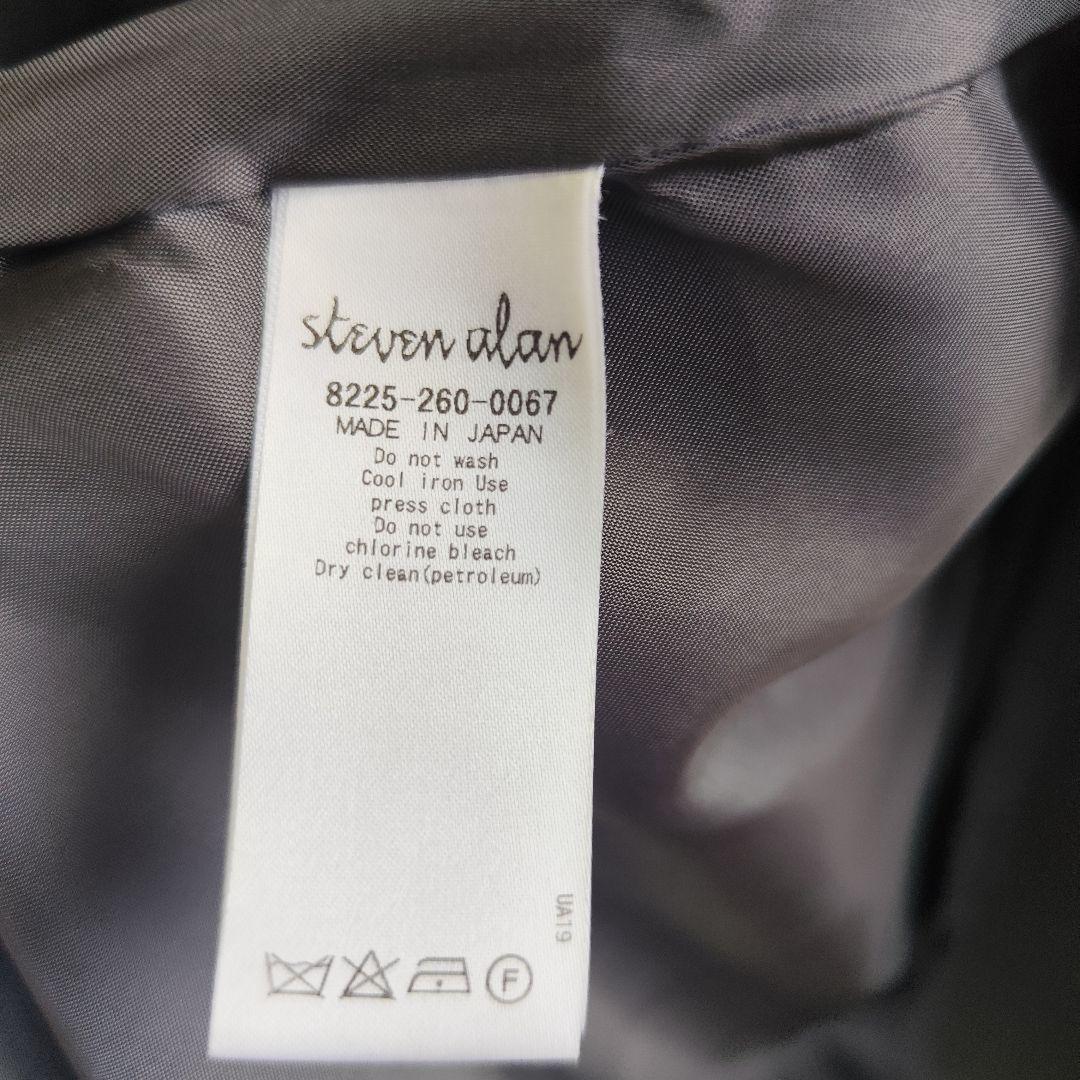 steven alan
8225-260-0067
MADE IN JAPAN
Do not wash
Cool iron Use
press cloth
Do not use
chlorine bleach
Dry clean(petroleum)
UA19
F